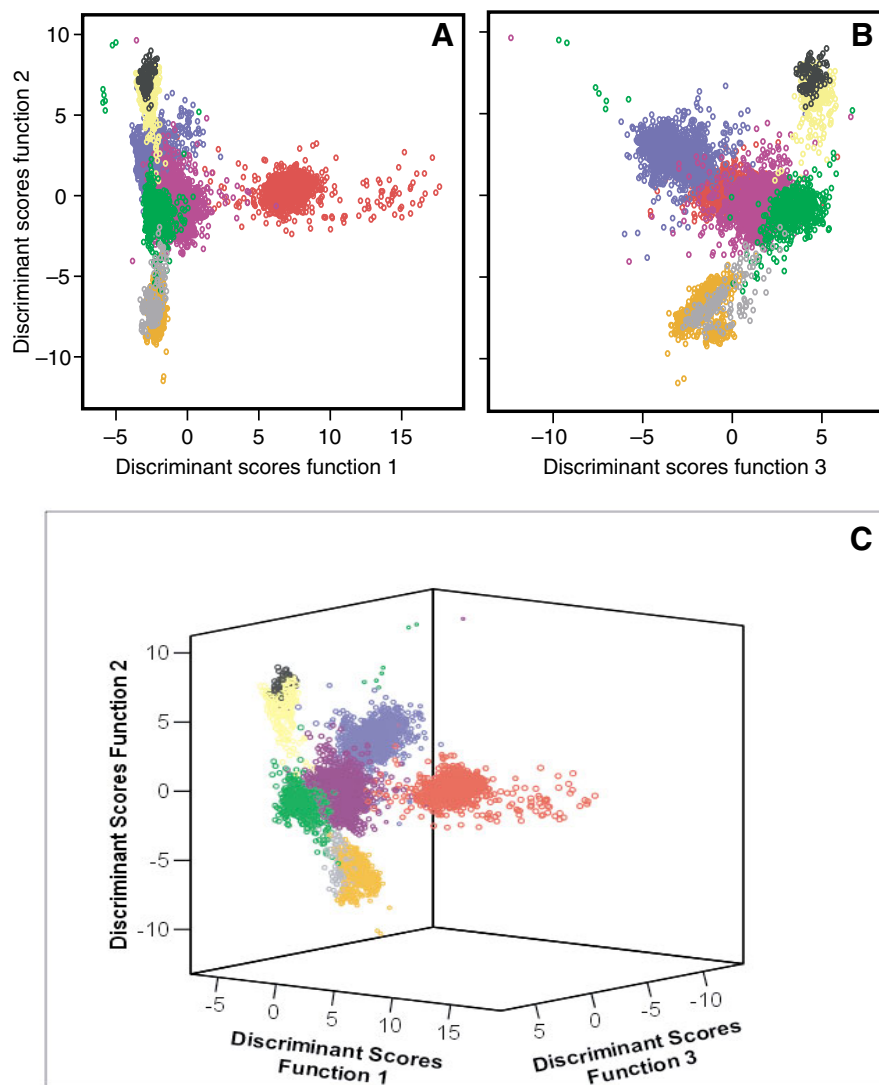 A
B
Discriminant scores function 2
10
5
0
–5
–10
–5
0
5
10
15
–10
–5
0
5
Discriminant scores function 1
Discriminant scores function 3
C
Discriminant Scores Function 2
10
5
0
-5
-10
-5
0
5
10
15
5
0
-5
-10
Discriminant Scores
Function 1
Discriminant Scores
Function 3